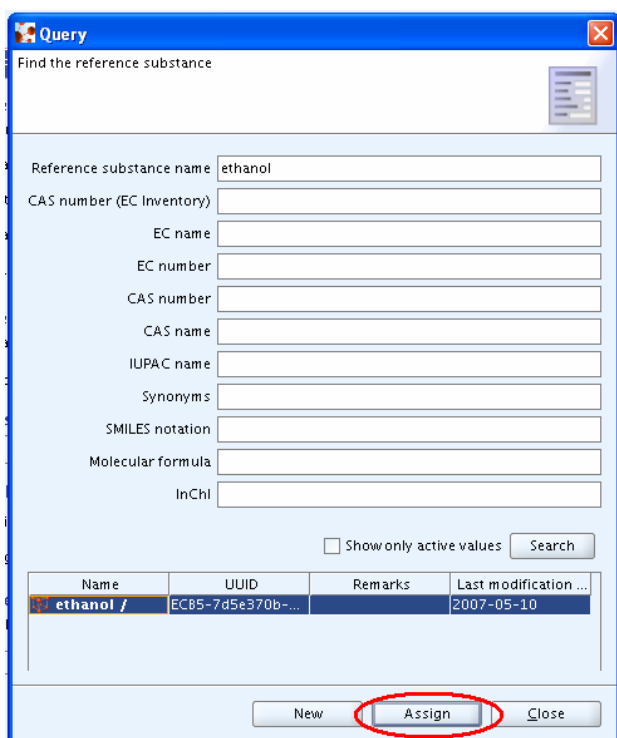 Query
Find the reference substance
Reference substance name ethanol
CAS number (EC Inventory)
EC name
EC number
CAS number
CAS name
IUPAC name
Synonyms
SMILES notation
Molecular formula
InChI
Show only active values Search
Name UUID Remarks Last modification ...
ethanol / ECB5-7d5e370b-... 2007-05-10
New Assign Close